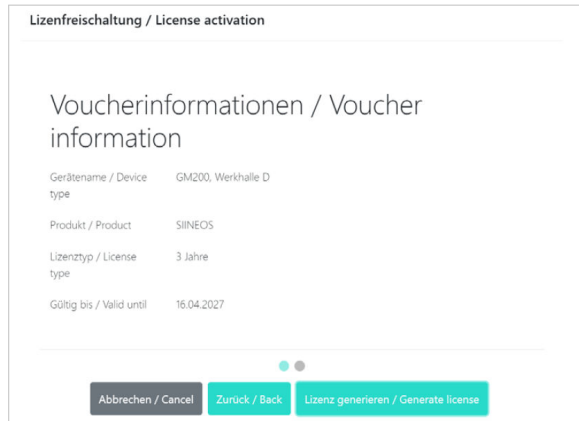 Lizenfreischaltung / License activation
Voucherinformationen / Voucher
information
Gerätename / Device
type
GM200, Werkhalle D
Produkt / Product
SIINEOS
Lizenztyp / License
type
3 Jahre
Gültig bis / Valid until
16.04.2027
Abbrechen / Cancel
Zurück / Back
Lizenz generieren / Generate license